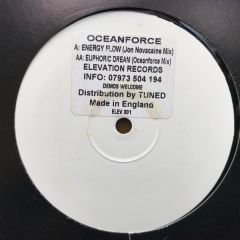 OCEANFORCE
A: ENERGY FLOW (Jon Novacaine Mix)
AA: EUPHORIC DREAM (Oceanforce Mix)
ELEVATION RECORDS
INFO: 07973 504 194
DEMOS WELCOME
Distribution by TUNED
Made in England
ELEV 001